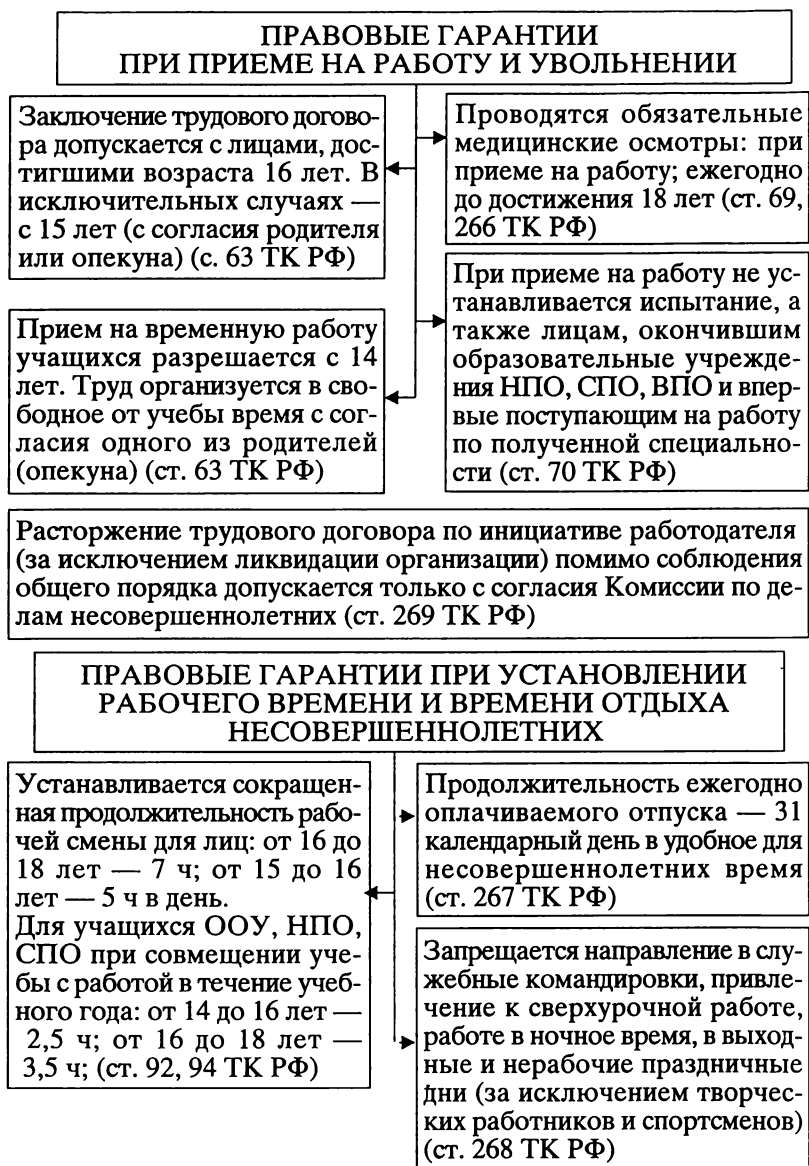 ПРАВОВЫЕ ГАРАНТИИ
ПРИ ПРИЕМЕ НА РАБОТУ И УВОЛЬНЕНИИ
Заключение трудового догово-
ра допускается с лицами, дос-
тигшими возраста 16 лет. В
исключительных случаях —
с 15 лет (с согласия родителя
или опекуна) (с. 63 ТК РФ)
Проводятся обязательные
медицинские осмотры: при
приеме на работу; ежегодно
до достижения 18 лет (ст. 69,
266 ТК РФ)
Прием на временную работу
учащихся разрешается с 14
лет. Труд организуется в сво-
бодное от учебы время с сог-
ласия одного из родителей
(опекуна) (ст. 63 ТК РФ)
При приеме на работу не ус-
танавливается испытание, а
также лицам, окончившим
образовательные учрежде-
ния НПО, СПО, ВПО и впер-
вые поступающим на работу
по полученной специально-
сти (ст. 70 ТК РФ)
Расторжение трудового договора по инициативе работодателя
(за исключением ликвидации организации) помимо соблюдения
общего порядка допускается только с согласия Комиссии по де-
лам несовершеннолетних (ст. 269 ТК РФ)
ПРАВОВЫЕ ГАРАНТИИ ПРИ УСТАНОВЛЕНИИ
РАБОЧЕГО ВРЕМЕНИ И ВРЕМЕНИ ОТДЫХА
НЕСОВЕРШЕННОЛЕТНИХ
Устанавливается сокращен-
ная продолжительность рабо-
чей смены для лиц: от 16 до
18 лет — 7 ч; от 15 до 16
лет — 5 ч в день.
Для учащихся ООУ, НПО,
СПО при совмещении уче-
бы с работой в течение учеб-
ного года: от 14 до 16 лет —
2,5 ч; от 16 до 18 лет —
3,5 ч; (ст. 92, 94 ТК РФ)
Продолжительность ежегодно
оплачиваемого отпуска — 31
календарный день в удобное для
несовершеннолетних время
(ст. 267 ТК РФ)
Запрещается направление в слу-
жебные командировки, привле-
чение к сверхурочной работе,
работе в ночное время, в выход-
ные и нерабочие праздничные
дни (за исключением творчес-
ких работников и спортсменов)
(ст. 268 ТК РФ)